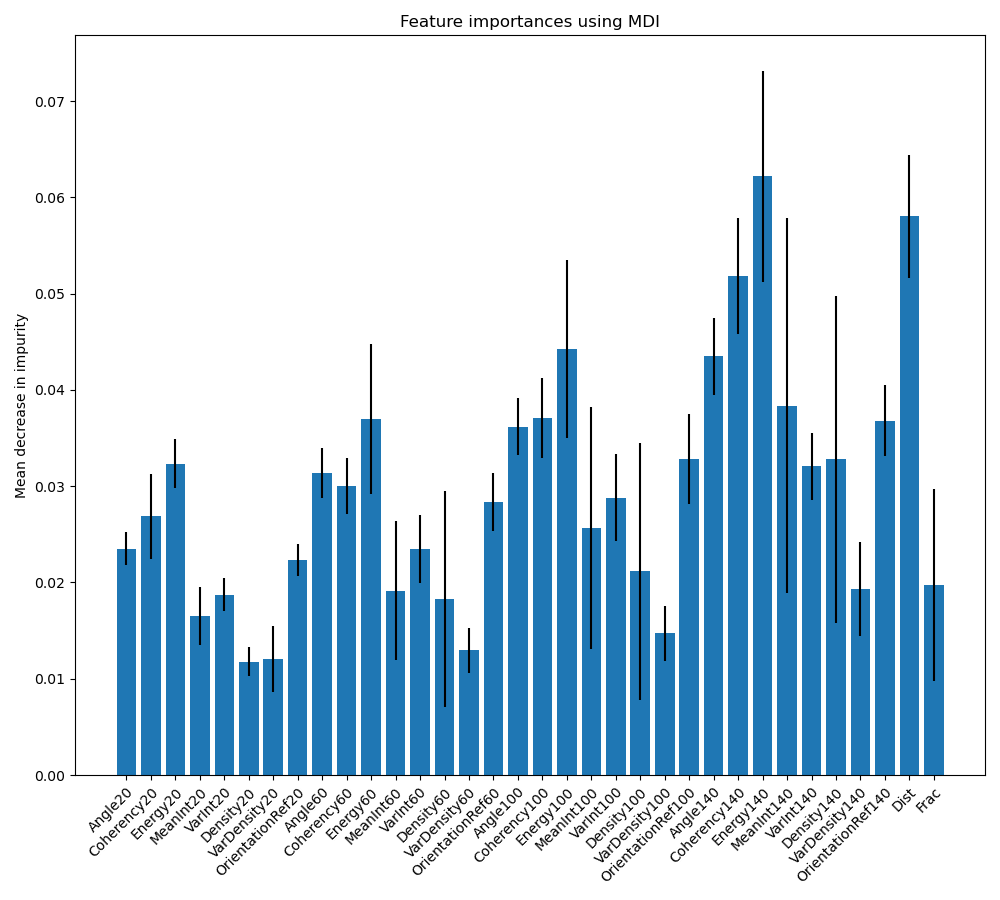 Feature importances using MDI
Mean decrease in impurity
0.07
0.06
0.05
0.04
0.03
0.02
0.01
0.00
Angle20
Coherency20
Energy20
MeanInt20
VarInt20
Density20
VarDensity20
OrientationRef20
Angle60
Coherency60
Energy60
MeanInt60
VarInt60
Density60
VarDensity60
OrientationRef60
Angle100
Coherency100
Energy100
MeanInt100
VarInt100
Density100
VarDensity100
OrientationRef100
Angle140
Coherency140
Energy140
MeanInt140
VarInt140
Density140
VarDensity140
OrientationRef140
Dist
Frac